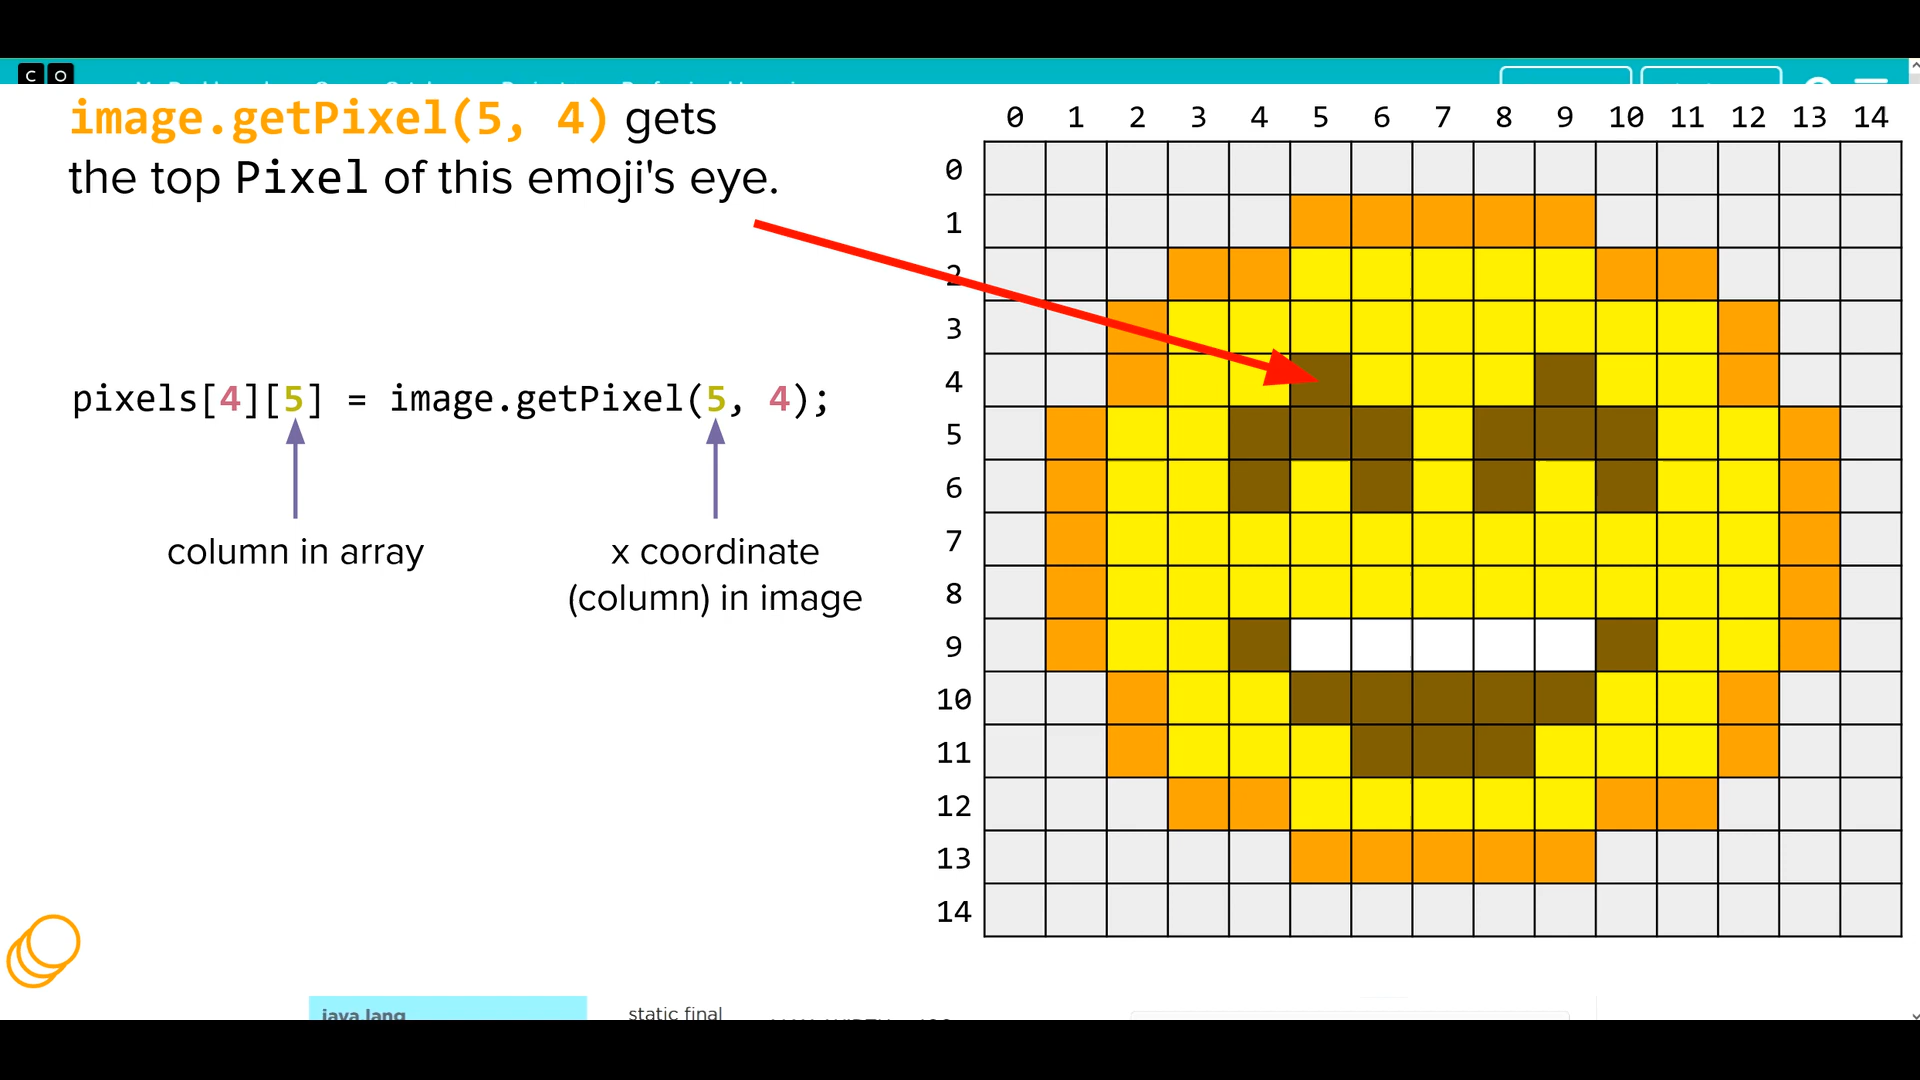 CO
image.getPixel(5, 4) gets
the top Pixel of this emoji's eye.
pixels[4][5] = image.getPixel(5, 4);
column in array
x coordinate
(column) in image
0 1 2 3 4 5 6 7 8 9 10 11 12 13 14
0
1
2
3
4
5
6
7
8
9
10
11
12
13
14
java.lang
static final